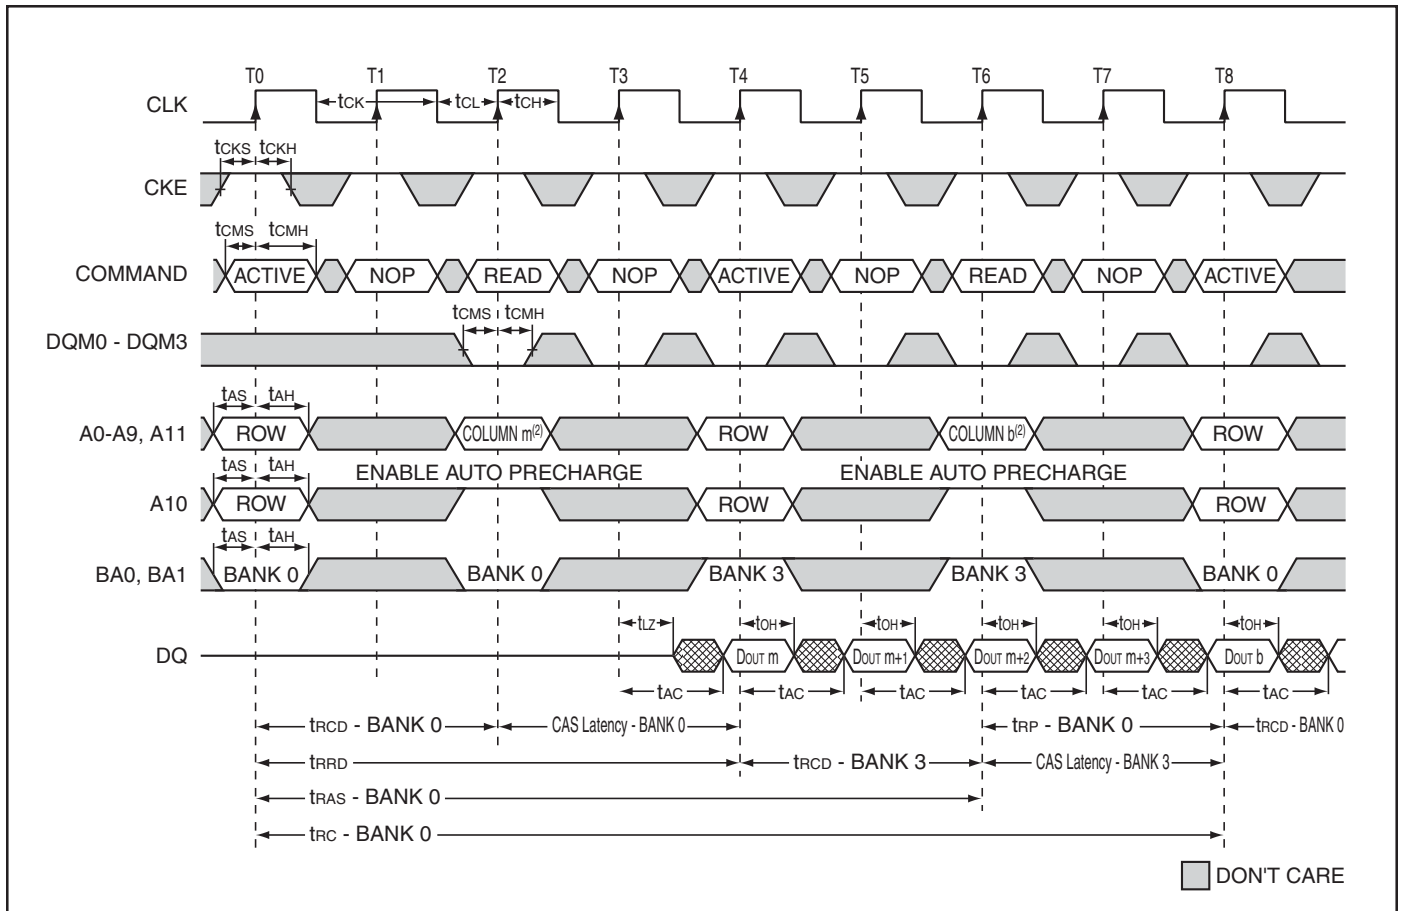 T0 T1 T2 T3 T4 T5 T6 T7 T8
CLK tCK tCL tCH
tCKS tCKH
CKE
tCMS tCMH
COMMAND ACTIVE NOP READ NOP ACTIVE NOP READ NOP ACTIVE
tCMS tCMH
DQM0 - DQM3
tAS tAH
A0-A9, A11 ROW COLUMN m(2) ROW COLUMN b(2) ROW
tAS tAH ENABLE AUTO PRECHARGE ENABLE AUTO PRECHARGE
A10 ROW ROW ROW
tAS tAH
BA0, BA1 BANK 0 BANK 0 BANK 3 BANK 3 BANK 0
tLZ tOH tOH tOH tOH tOH
DQ DOUT m DOUT m+1 DOUT m+2 DOUT m+3 DOUT b
tAC tAC tAC tAC tAC tAC
tRCD - BANK 0 CAS Latency - BANK 0 tRP - BANK 0 tRCD - BANK 0
tRRD tRCD - BANK 3 CAS Latency - BANK 3
tRAS - BANK 0
tRC - BANK 0
DON'T CARE